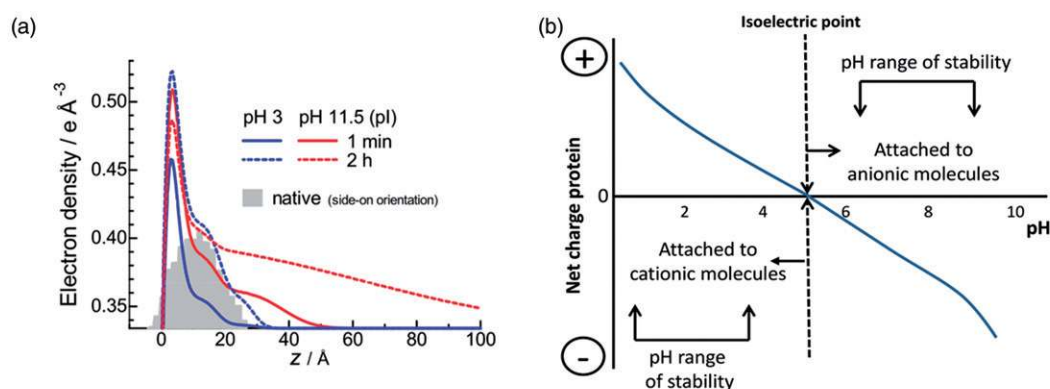 (a)
Electron density / e Å⁻³
0.50
0.45
0.40
0.35
pH 3 pH 11.5 (pI)
1 min
2 h
native (side-on orientation)
0 20 40 60 80 100
z / Å
(b)
Isoelectric point
+
pH range
of stability
Attached to
anionic molecules
Net charge protein
0
2 4 6 8 10
pH
Attached to
cationic molecules
pH range
of stability
-